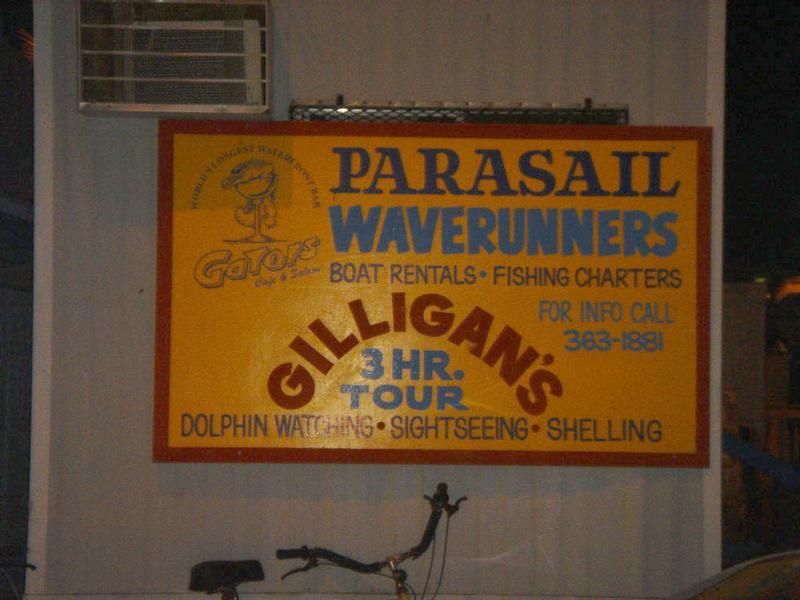 WORLD'S LONGEST WATERFRONT BAR
GATORS
Cafe & Saloon
PARASAIL
WAVERUNNERS
BOAT RENTALS • FISHING CHARTERS
FOR INFO CALL
363-1881
GILLIGAN'S
3 HR.
TOUR
DOLPHIN WATCHING • SIGHTSEEING • SHELLING